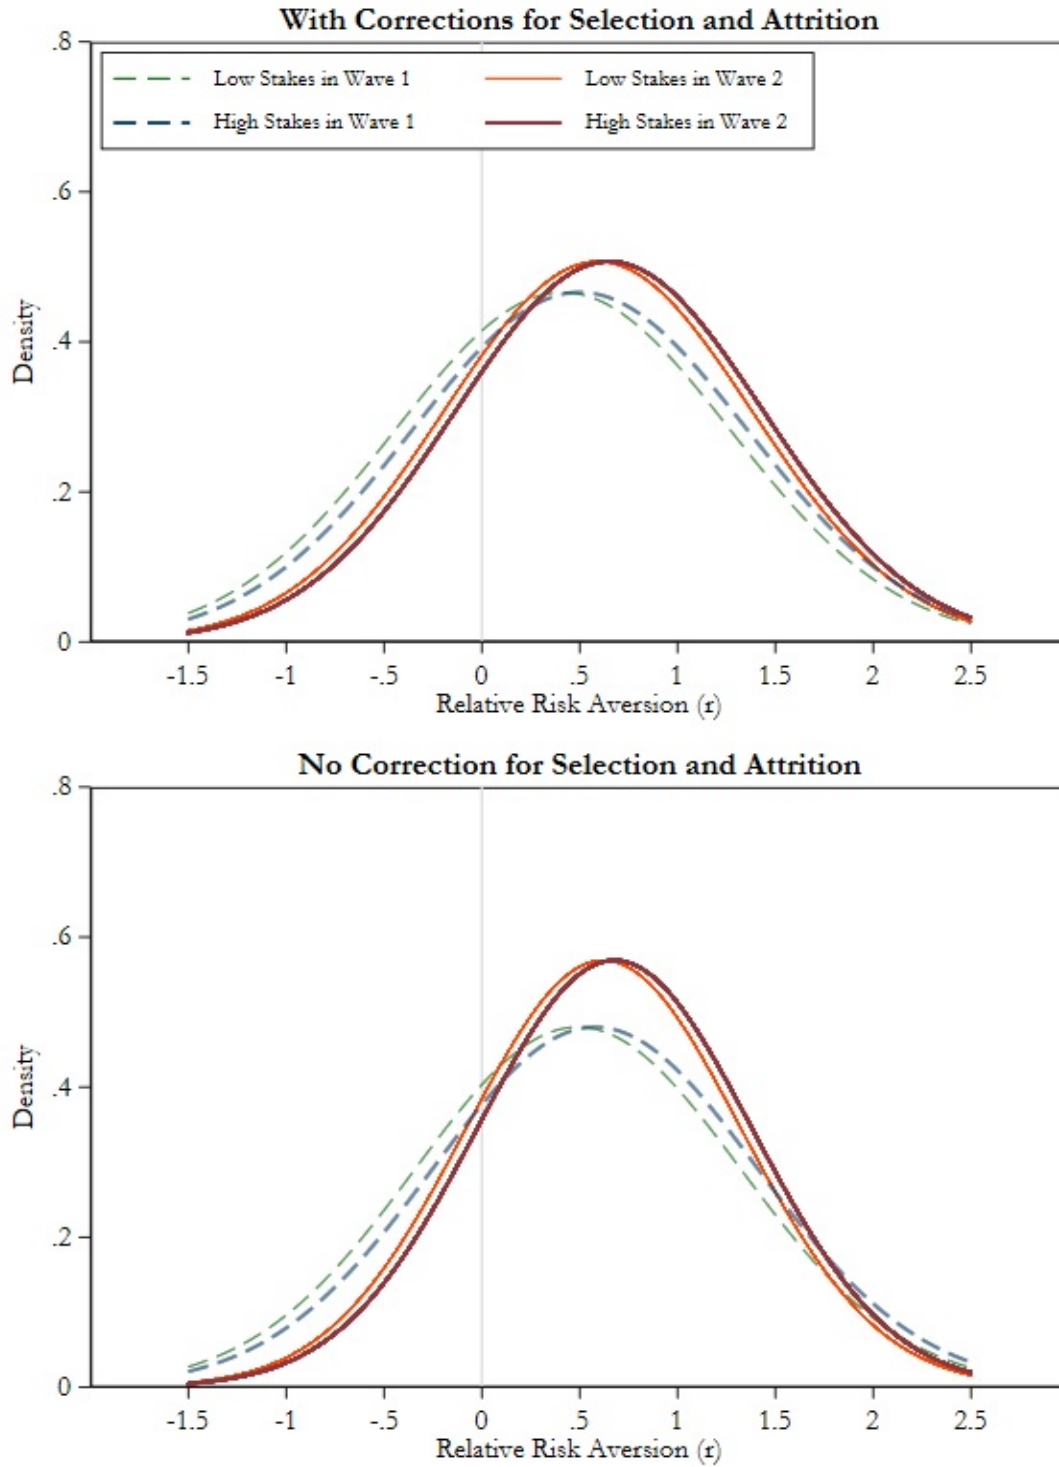 With Corrections for Selection and Attrition
.8
Low Stakes in Wave 1 Low Stakes in Wave 2
High Stakes in Wave 1 High Stakes in Wave 2
.6
.4
.2
0
Density
-1.5 -1 -.5 0 .5 1 1.5 2 2.5
Relative Risk Aversion (r)
No Correction for Selection and Attrition
.8
.6
.4
.2
0
Density
-1.5 -1 -.5 0 .5 1 1.5 2 2.5
Relative Risk Aversion (r)